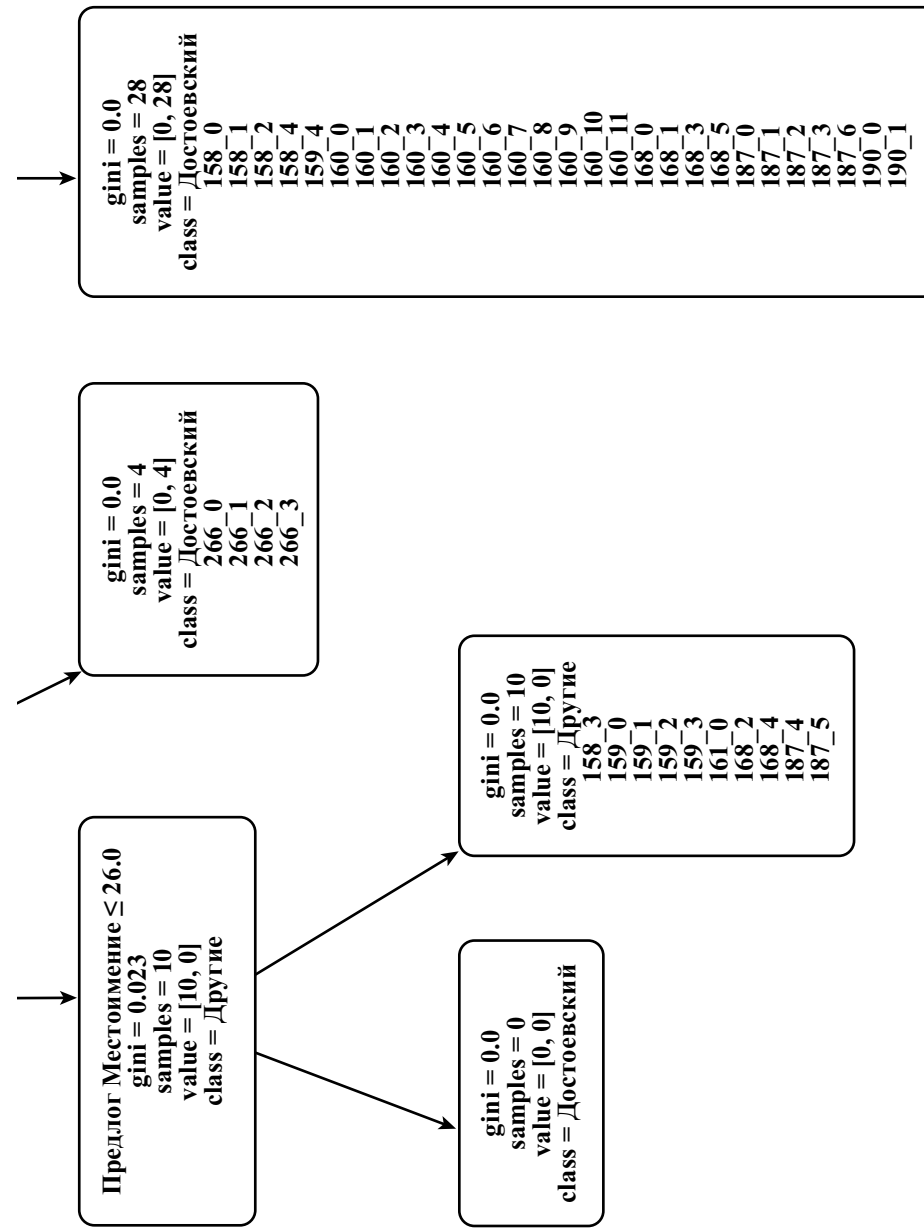 Предлог Местоимение ≤ 26.0
gini = 0.023
samples = 10
value = [10, 0]
class = Другие
gini = 0.0
samples = 4
value = [0, 4]
class = Достоевский
266_0
266_1
266_2
266_3
gini = 0.0
samples = 28
value = [0, 28]
class = Достоевский
158_0
158_1
158_2
158_4
159_4
160_0
160_1
160_2
160_3
160_4
160_5
160_6
160_7
160_8
160_9
160_10
160_11
168_0
168_1
168_3
168_5
187_0
187_1
187_2
187_3
187_6
190_0
190_1
gini = 0.0
samples = 0
value = [0, 0]
class = Достоевский
gini = 0.0
samples = 10
value = [10, 0]
class = Другие
158_3
159_0
159_1
159_2
159_3
161_0
168_2
168_4
187_4
187_5